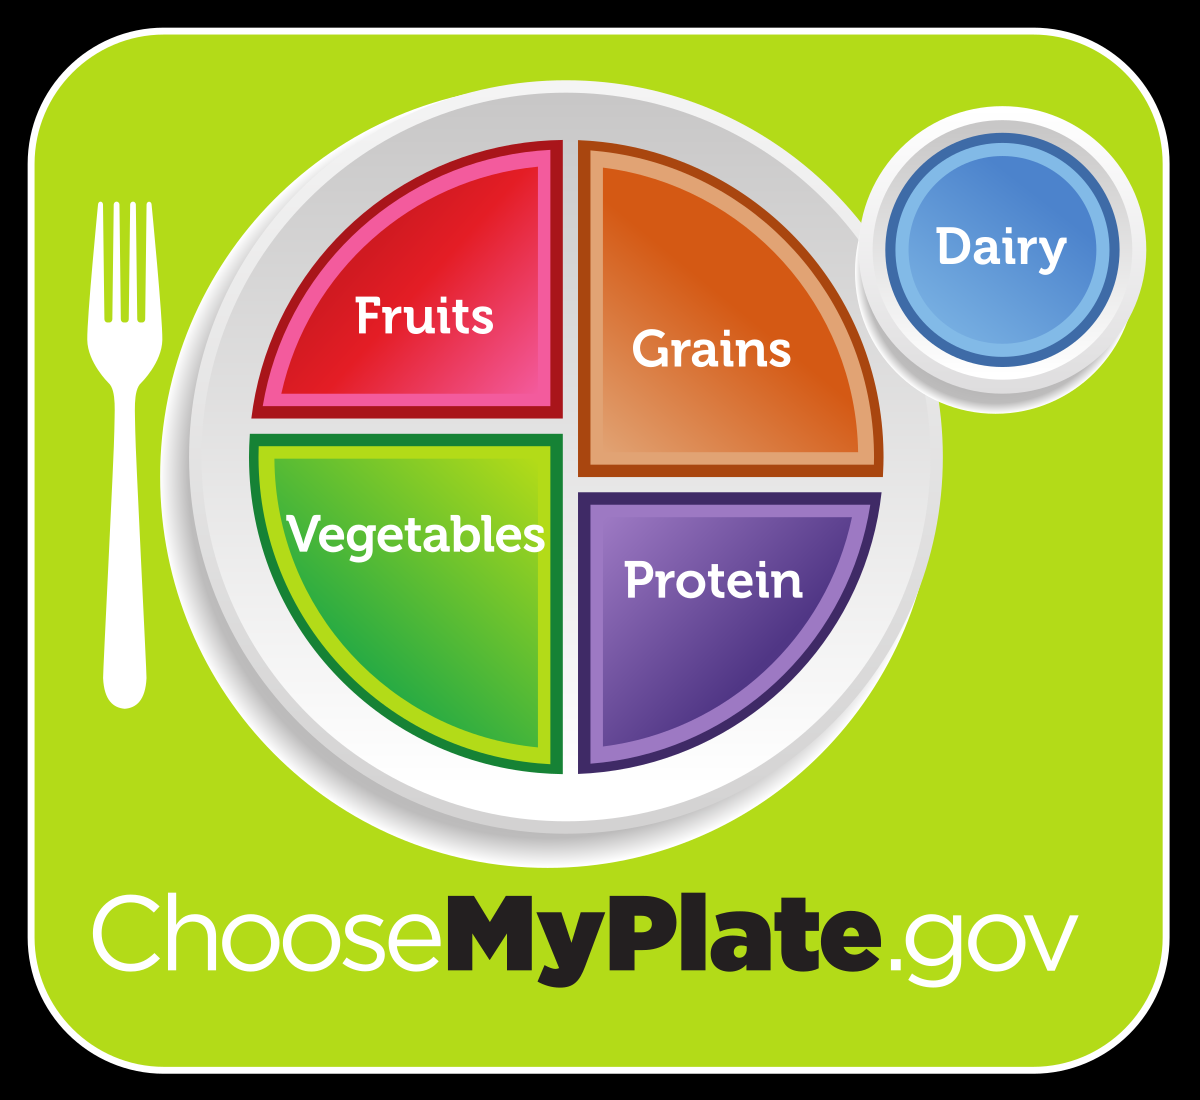 Dairy
Fruits
Grains
Vegetables
Protein
ChooseMyPlate.gov